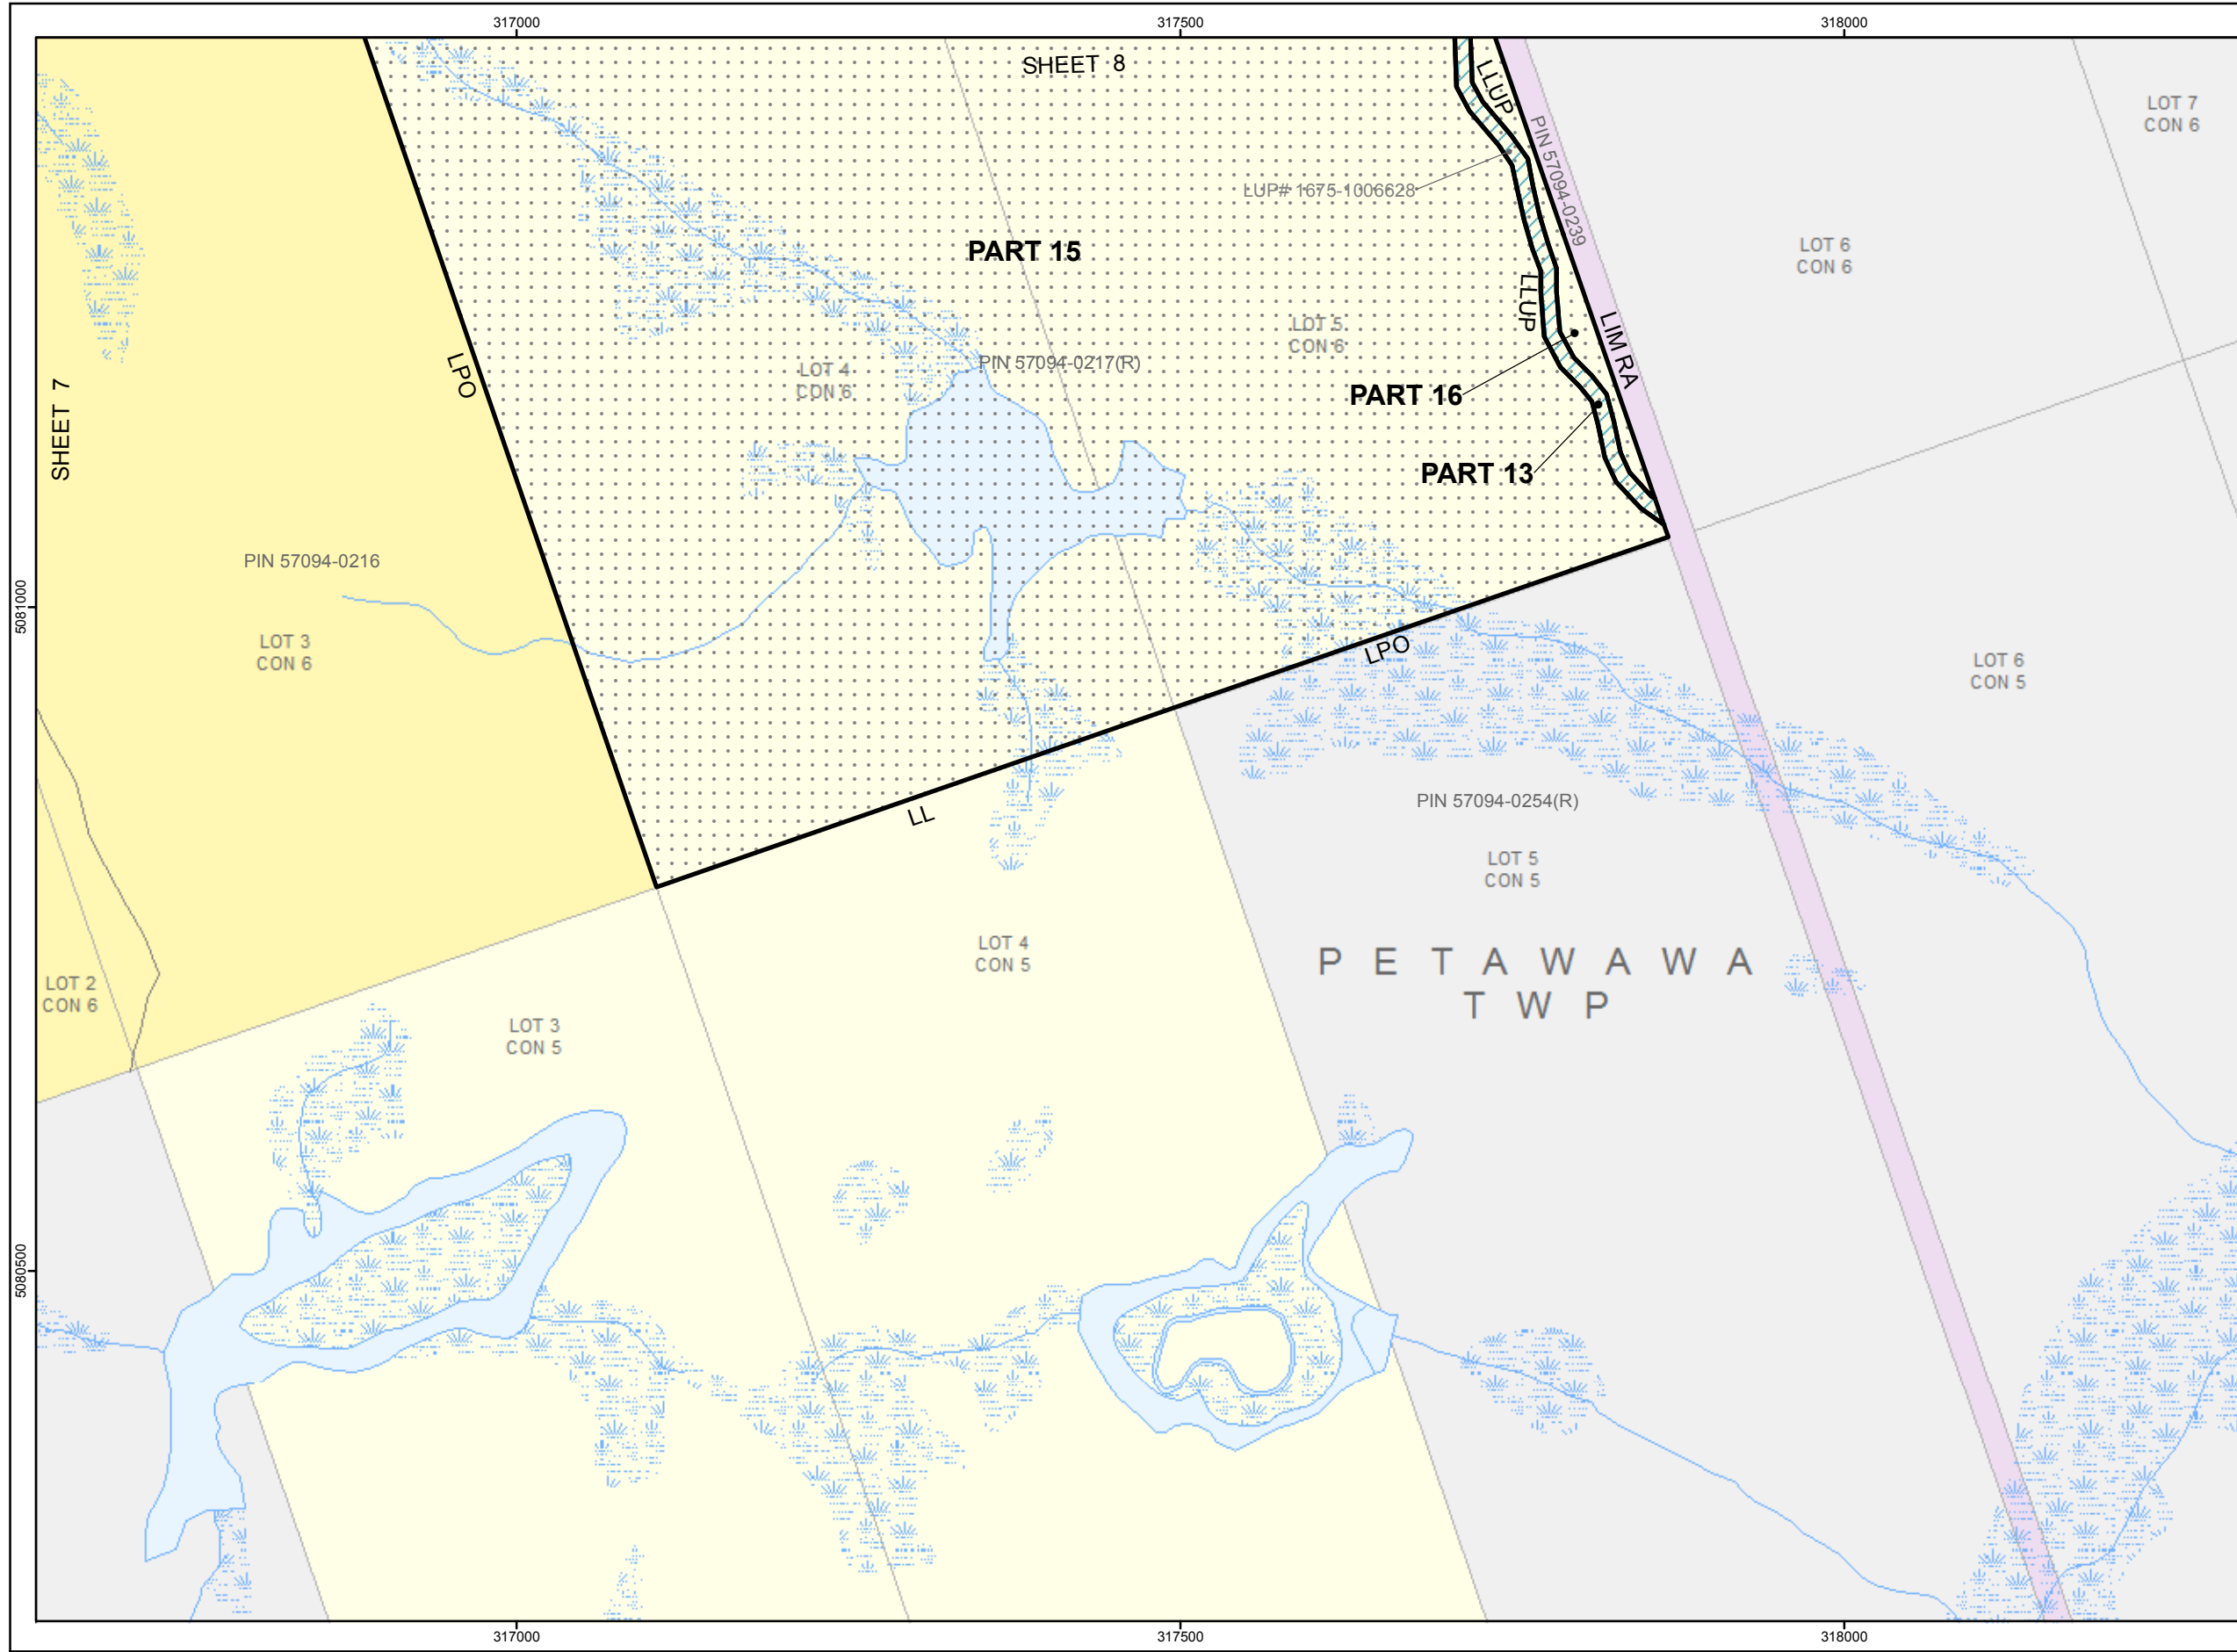 317000
317500
318000
SHEET 8
LLUP
LOT 7
CON 6
PIN 57094-0239
LUP# 1675-1006628
PART 15
LOT 6
CON 6
LLUP
LIM RA
LOT 5
CON 6
PIN 57094-0217(R)
LOT 4
CON 6
LPO
SHEET 7
PART 16
PART 13
PIN 57094-0216
5081000
LOT 3
CON 6
LPO
LOT 6
CON 5
PIN 57094-0254(R)
LL
LOT 5
CON 5
LOT 4
CON 5
PETAWAWA
TWP
LOT 2
CON 6
LOT 3
CON 5
5080500
317000
317500
318000